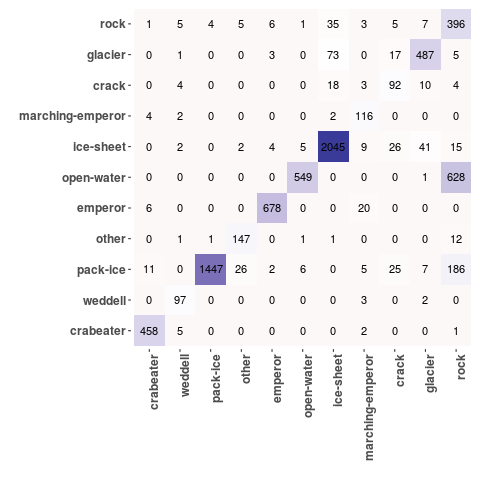 rock 1 5 4 5 6 1 35 3 5 7 396
glacier 0 1 0 0 3 0 73 0 17 487 5
crack 0 4 0 0 0 0 18 3 92 10 4
marching-emperor 4 2 0 0 0 0 2 116 0 0 0
ice-sheet 0 2 0 2 4 5 2045 9 26 41 15
open-water 0 0 0 0 0 549 0 0 0 1 628
emperor 6 0 0 0 678 0 0 20 0 0 0
other 0 1 1 147 0 1 1 0 0 0 12
pack-ice 11 0 1447 26 2 6 0 5 25 7 186
weddell 0 97 0 0 0 0 0 3 0 2 0
crabeater 458 5 0 0 0 0 0 2 0 0 1
crabeater weddell pack-ice other emperor open-water ice-sheet marching-emperor crack glacier rock